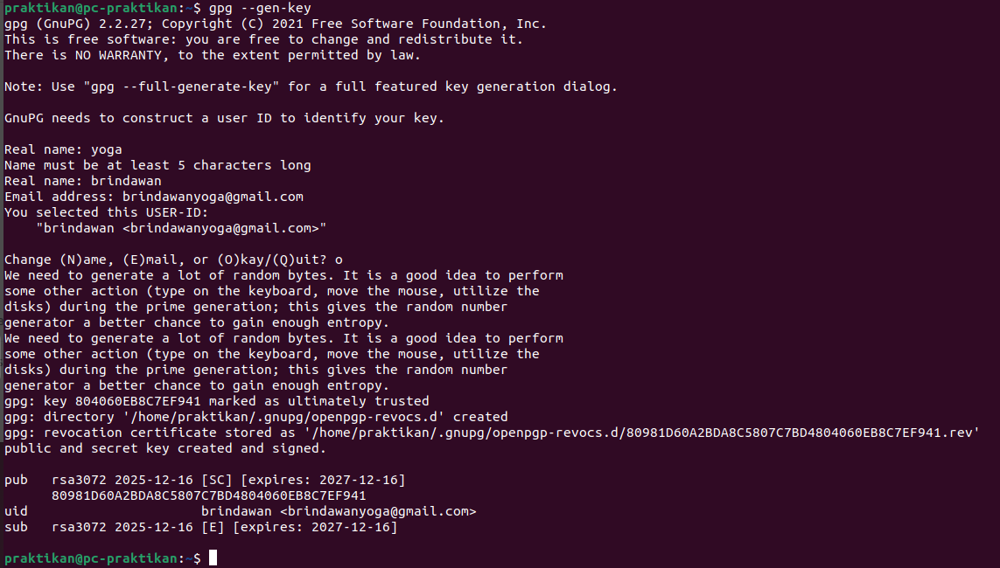 praktikan@pc-praktikan:~$ gpg --gen-key
gpg (GnuPG) 2.2.27; Copyright (C) 2021 Free Software Foundation, Inc.
This is free software: you are free to change and redistribute it.
There is NO WARRANTY, to the extent permitted by law.

Note: Use "gpg --full-generate-key" for a full featured key generation dialog.

GnuPG needs to construct a user ID to identify your key.

Real name: yoga
Name must be at least 5 characters long
Real name: brindawan
Email address: brindawanyoga@gmail.com
You selected this USER-ID:
    "brindawan <brindawanyoga@gmail.com>"

Change (N)ame, (E)mail, or (O)kay/(Q)uit? o
We need to generate a lot of random bytes. It is a good idea to perform
some other action (type on the keyboard, move the mouse, utilize the
disks) during the prime generation; this gives the random number
generator a better chance to gain enough entropy.
We need to generate a lot of random bytes. It is a good idea to perform
some other action (type on the keyboard, move the mouse, utilize the
disks) during the prime generation; this gives the random number
generator a better chance to gain enough entropy.
gpg: key 804060EB8C7EF941 marked as ultimately trusted
gpg: directory '/home/praktikan/.gnupg/openpgp-revocs.d' created
gpg: revocation certificate stored as '/home/praktikan/.gnupg/openpgp-revocs.d/80981D60A2BDA8C5807C7BD4804060EB8C7EF941.rev'
public and secret key created and signed.

pub   rsa3072 2025-12-16 [SC] [expires: 2027-12-16]
      80981D60A2BDA8C5807C7BD4804060EB8C7EF941
uid                      brindawan <brindawanyoga@gmail.com>
sub   rsa3072 2025-12-16 [E] [expires: 2027-12-16]

praktikan@pc-praktikan:~$